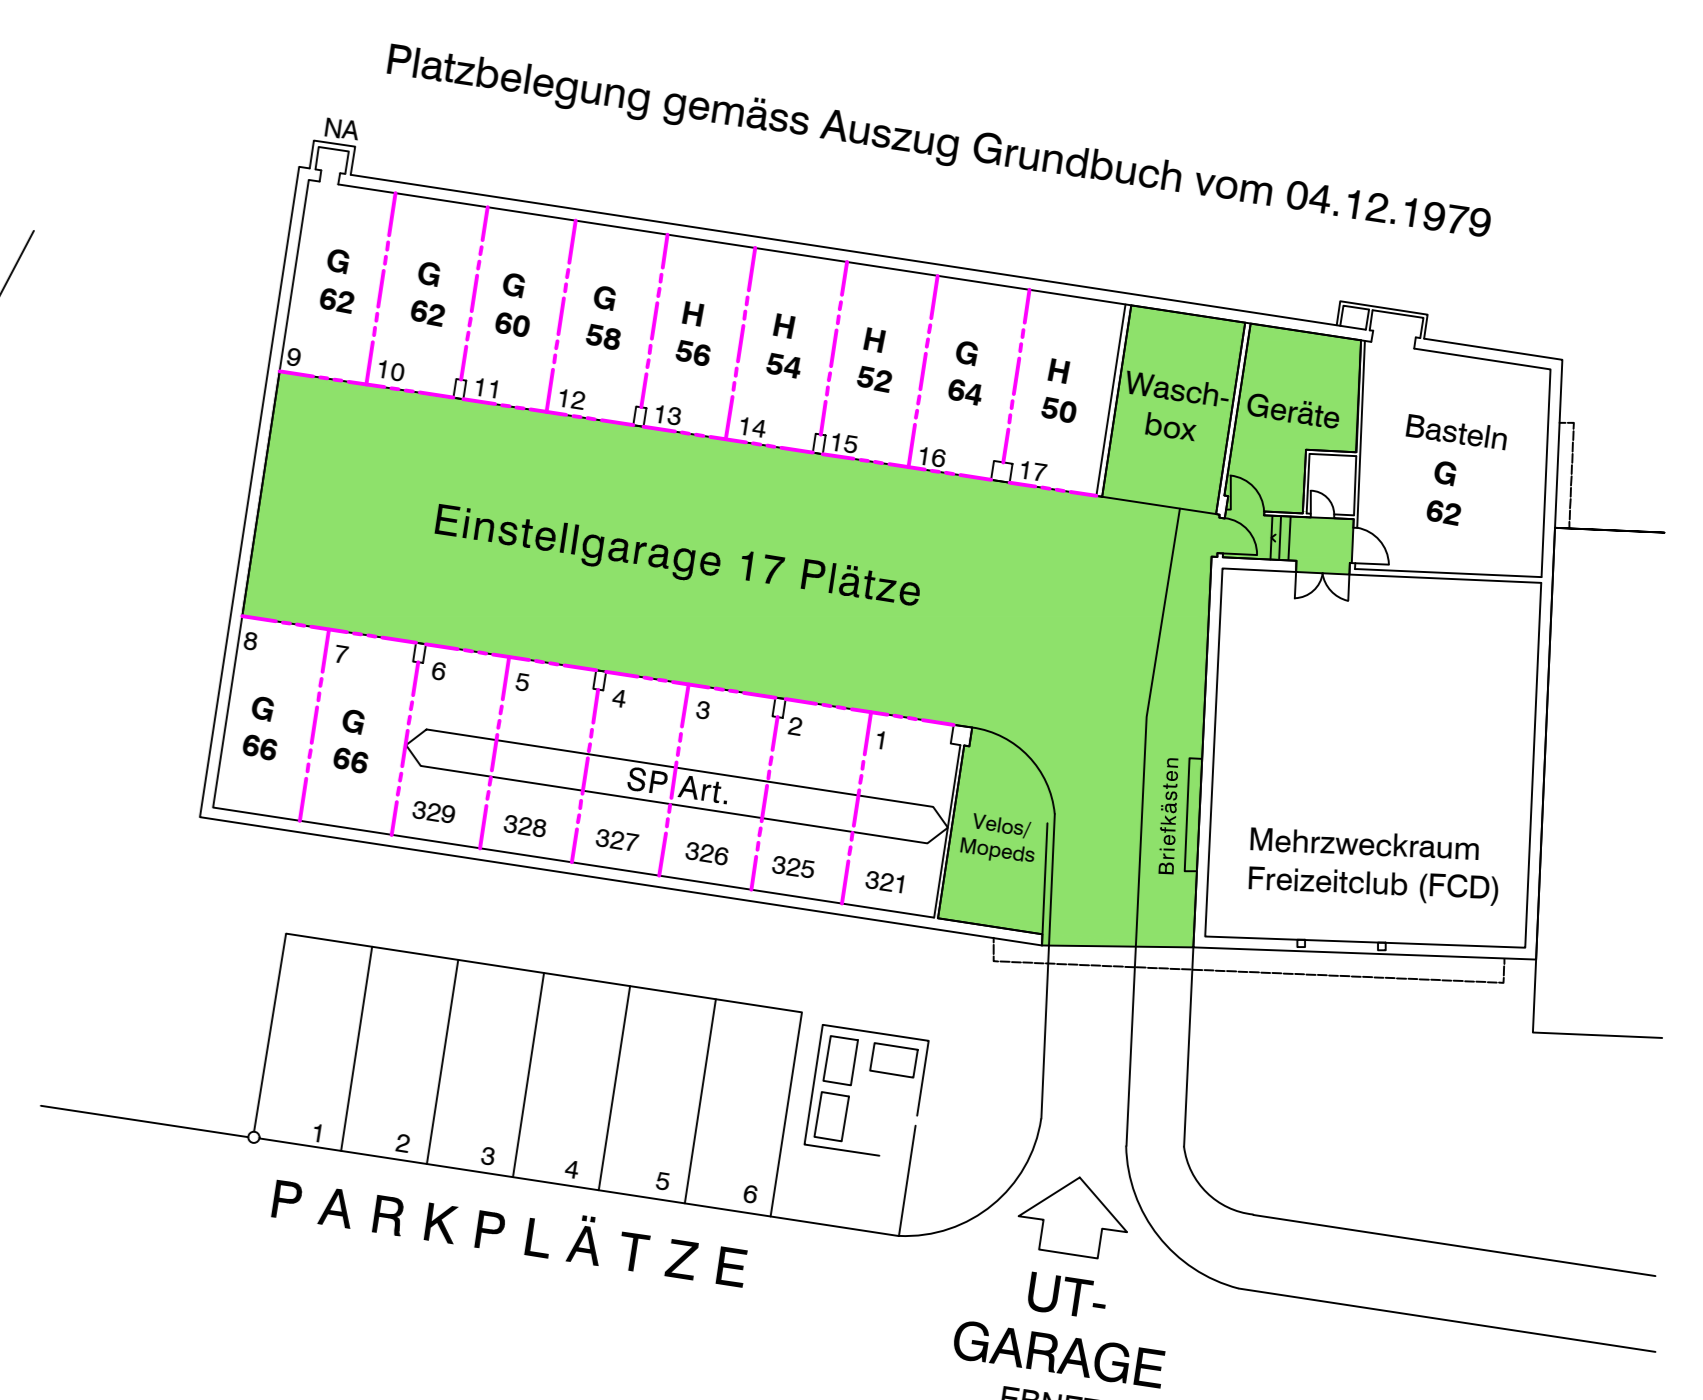 Platzbelegung gemäss Auszug Grundbuch vom 04.12.1979
NA
G
62
9
G
62
10
G
60
11
G
58
12
H
56
13
H
54
14
H
52
15
G
64
16
H
50
17
Wasch-
box
Geräte
Basteln
G
62
Einstellgarage 17 Plätze
8
G
66
7
G
66
6
5
4
3
2
1
SP Art.
329
328
327
326
325
321
Velos/
Mopeds
Briefkästen
Mehrzweckraum
Freizeitclub (FCD)
1
2
3
4
5
6
PARKPLÄTZE
UT-
GARAGE